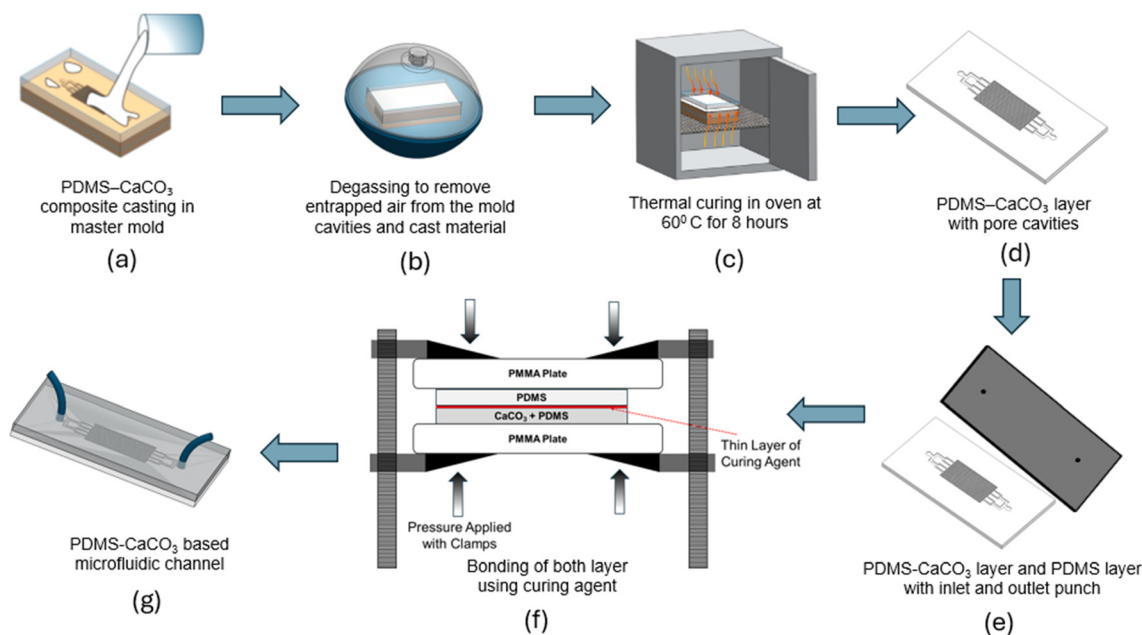 PDMS–CaCO₃
composite casting in
master mold
(a)
Degassing to remove
entrapped air from the mold
cavities and cast material
(b)
Thermal curing in oven at
60⁰ C for 8 hours
(c)
PDMS–CaCO₃ layer
with pore cavities
(d)
PDMS-CaCO₃ layer and PDMS layer
with inlet and outlet punch
(e)
PMMA Plate
PDMS
CaCO₃ + PDMS
PMMA Plate
Thin Layer of
Curing Agent
Pressure Applied
with Clamps
Bonding of both layer
using curing agent
(f)
PDMS-CaCO₃ based
microfluidic channel
(g)